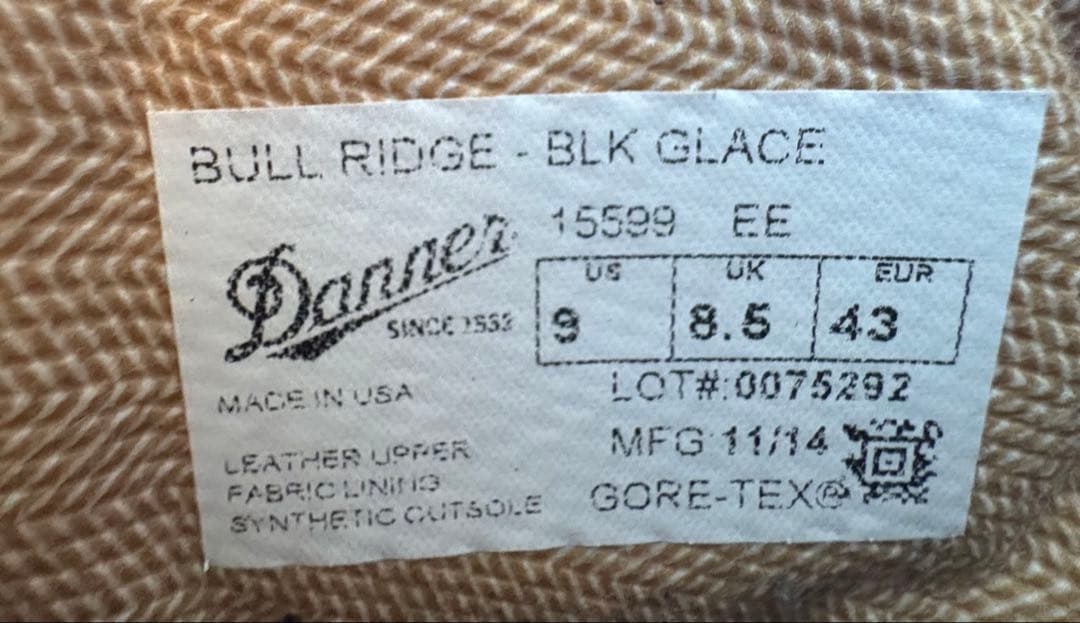 BULL RIDGE - BLK GLACE
15599 EE
Danner
SINCE
US UK EUR
9 8.5 43
MADE IN USA
LOT#:0075292
MFG 11/14
LEATHER UPPER
FABRIC LINING
SYNTHETIC OUTSOLE
GORE-TEX®